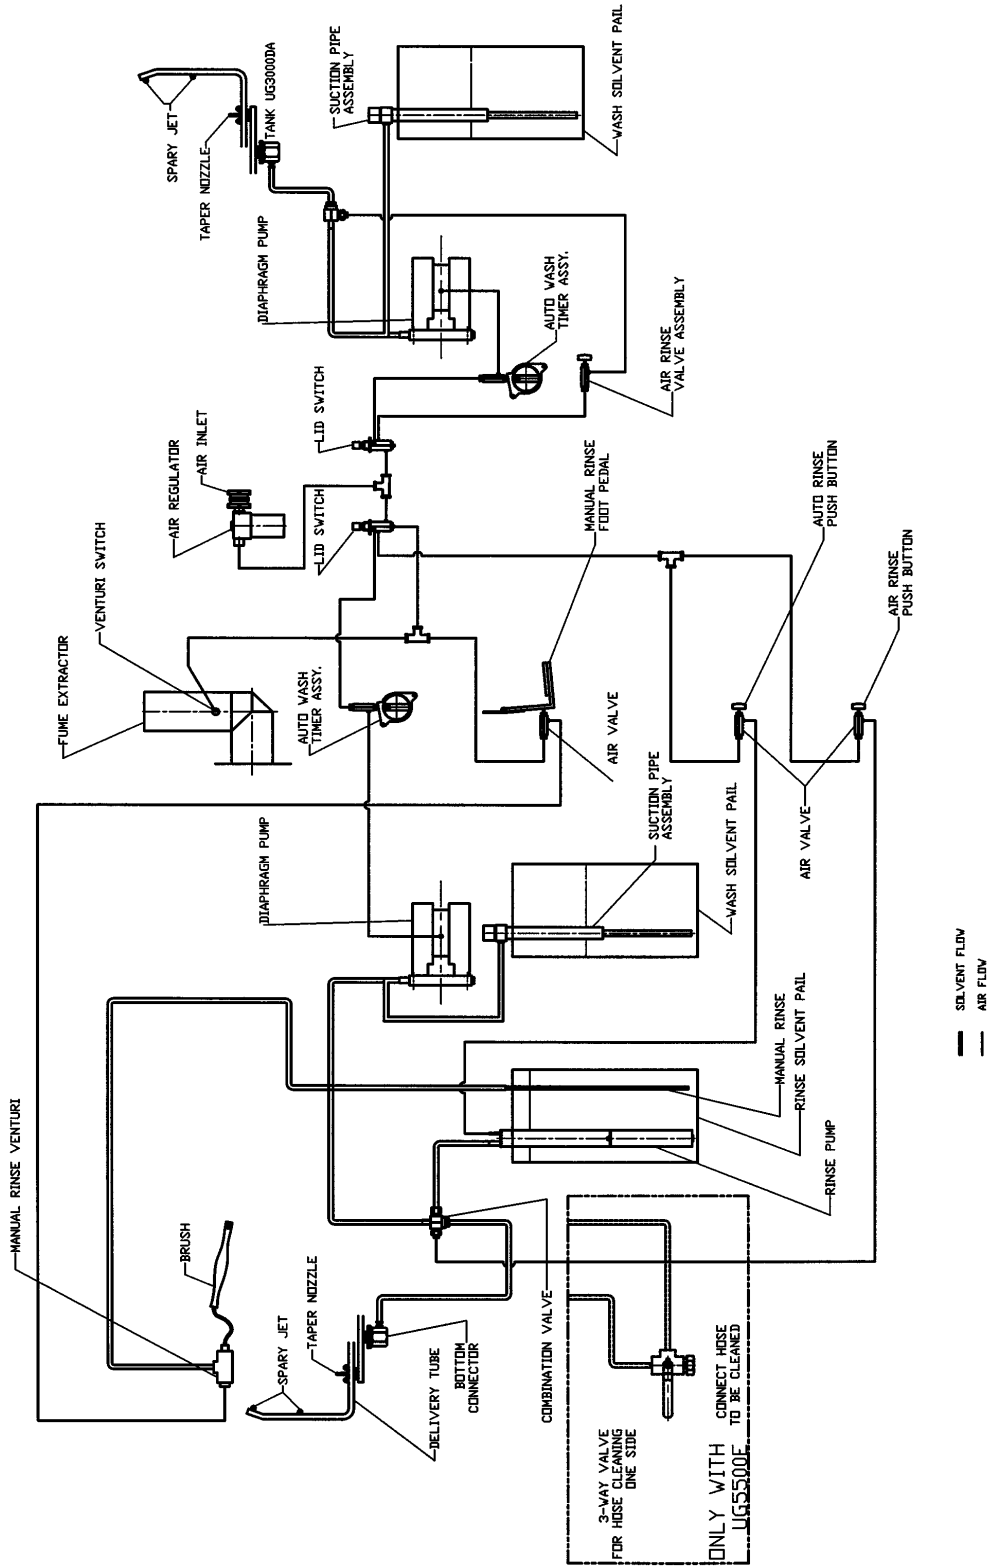 MANUAL RINSE VENTURI
BRUSH
SPARY JET
TAPER NOZZLE
DELIVERY TUBE
BOTTOM
CONNECTOR
COMBINATION VALVE
3-WAY VALVE
FOR HOSE CLEANING
ONE SIDE
ONLY WITH
UG5500E
CONNECT HOSE
TO BE CLEANED
RINSE PUMP
RINSE SOLVENT PAIL
MANUAL RINSE
DIAPHRAGM PUMP
WASH SOLVENT PAIL
SUCTION PIPE
ASSEMBLY
AIR VALVE
FUME EXTRACTOR
VENTURI SWITCH
AUTO WASH
TIMER ASSY.
AIR VALVE
MANUAL RINSE
FOOT PEDAL
AUTO RINSE
PUSH BUTTON
AIR RINSE
PUSH BUTTON
AIR REGULATOR
AIR INLET
LID SWITCH
LID SWITCH
DIAPHRAGM PUMP
AUTO WASH
TIMER ASSY.
AIR RINSE
VALVE ASSEMBLY
SPARY JET
TAPER NOZZLE
TANK UG3000DA
SUCTION PIPE
ASSEMBLY
WASH SOLVENT PAIL
SOLVENT FLOW
AIR FLOW